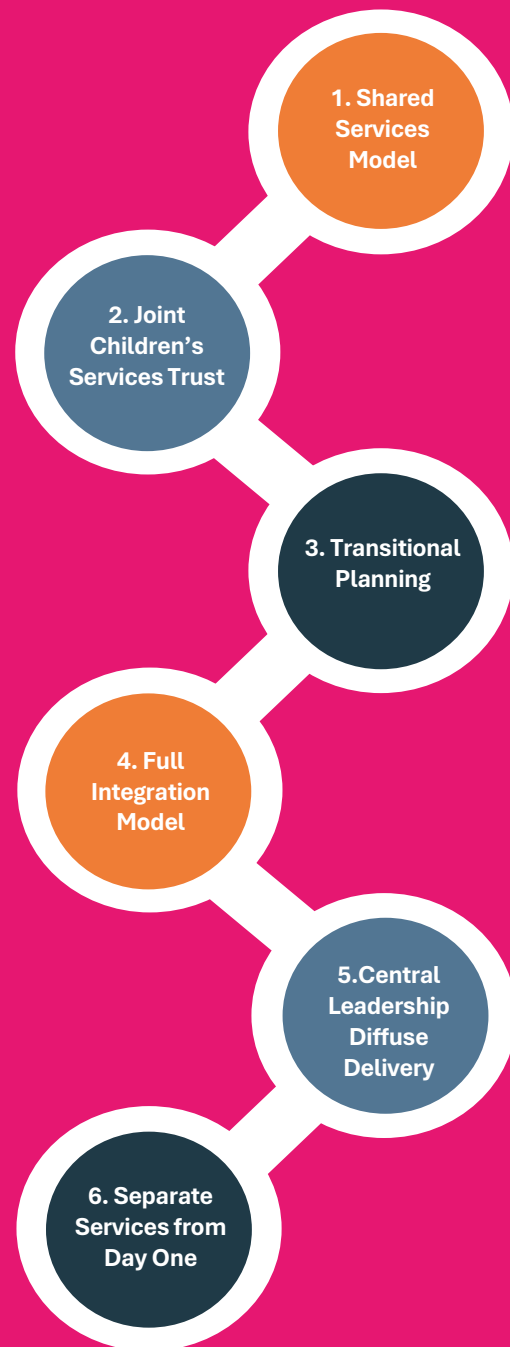 1. Shared
Services
Model
2. Joint
Children’s
Services Trust
3. Transitional
Planning
4. Full
Integration
Model
5.Central
Leadership
Diffuse
Delivery
6. Separate
Services from
Day One